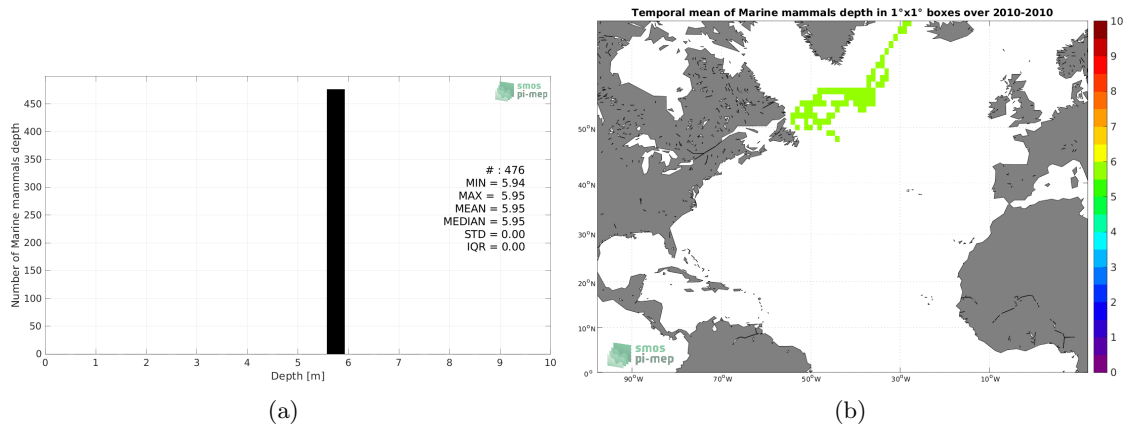 smos
pi-mep
Number of Marine mammals depth
450
400
350
300
250
200
150
100
50
0
# : 476
MIN = 5.94
MAX = 5.95
MEAN = 5.95
MEDIAN = 5.95
STD = 0.00
IQR = 0.00
0 1 2 3 4 5 6 7 8 9 10
Depth [m]
(a)
Temporal mean of Marine mammals depth in 1°x1° boxes over 2010-2010
50°N
40°N
30°N
20°N
10°N
0°
smos
pi-mep
90°W 70°W 50°W 30°W 10°W
10
9
8
7
6
5
4
3
2
1
0
(b)